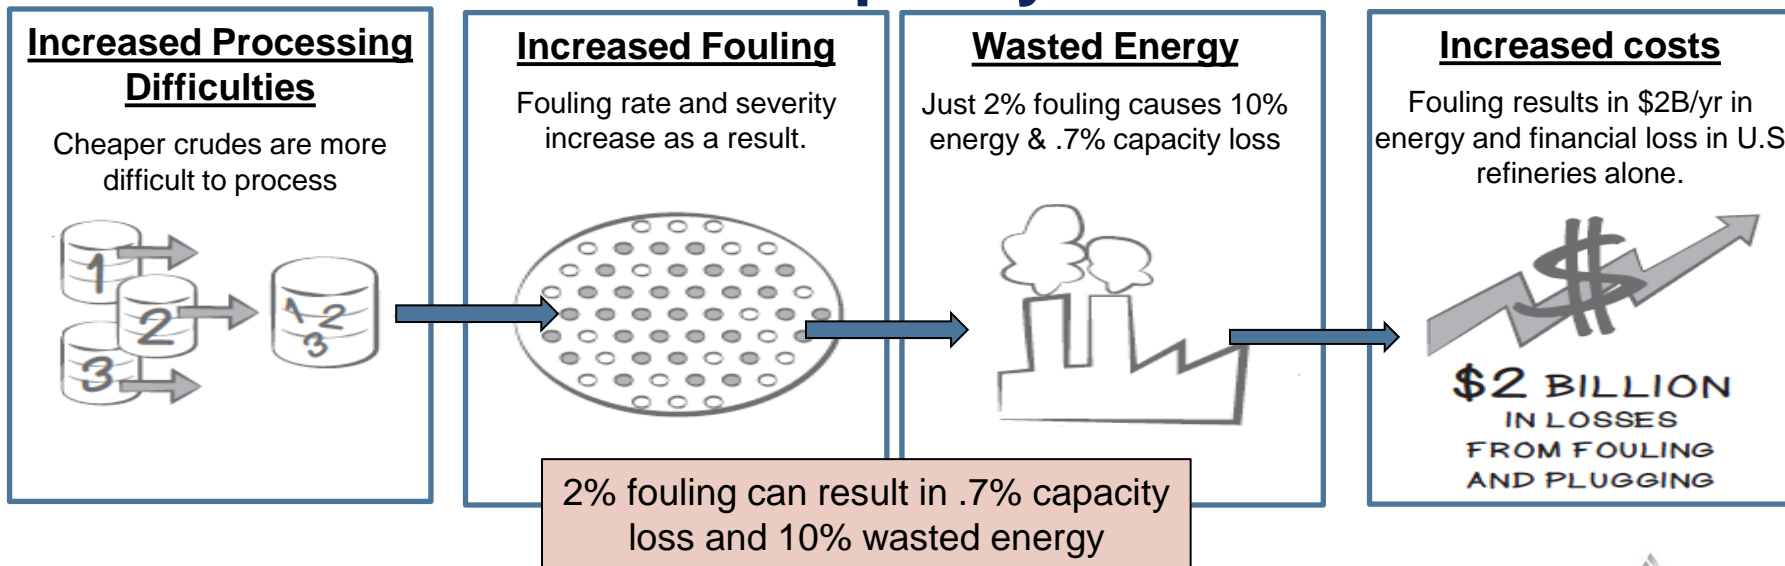 Increased Processing
Difficulties
Cheaper crudes are more
difficult to process
1
2
3
1 2
3
Increased Fouling
Fouling rate and severity
increase as a result.
Wasted Energy
Just 2% fouling causes 10%
energy & .7% capacity loss
Increased costs
Fouling results in $2B/yr in
energy and financial loss in U.S
refineries alone.
$
$2 BILLION
IN LOSSES
FROM FOULING
AND PLUGGING
2% fouling can result in .7% capacity
loss and 10% wasted energy